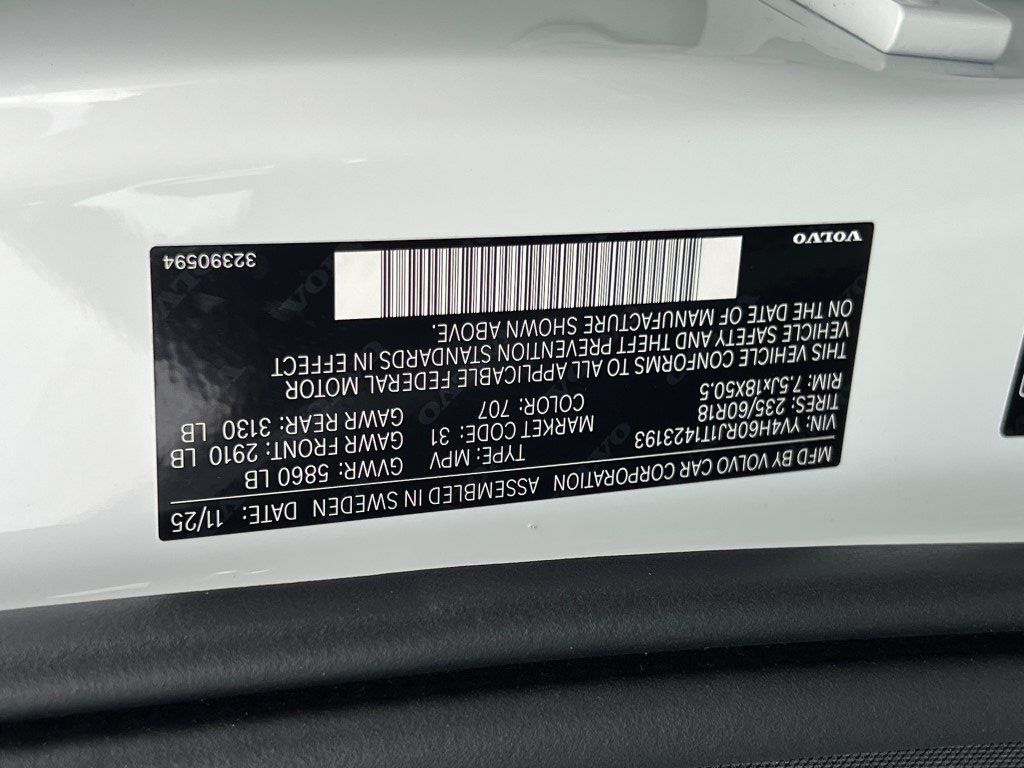 MFD BY VOLVO CAR CORPORATION ASSEMBLED IN SWEDEN DATE: 11/25
VIN: YV4H60RJ1T1423193 TYPE: MPV GVWR: 5860 LB
TIRES: 235/60R18 MARKET CODE: 31 GAWR FRONT: 2910 LB
RIM: 7.5Jx18X50.5 COLOR: 707 GAWR REAR: 3130 LB
THIS VEHICLE CONFORMS TO ALL APPLICABLE FEDERAL MOTOR
VEHICLE SAFETY AND THEFT PREVENTION STANDARDS IN EFFECT
ON THE DATE OF MANUFACTURE SHOWN ABOVE.
VOLVO 32390594